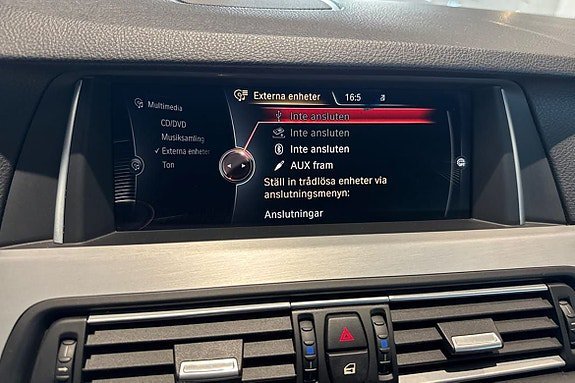 Multimedia
CD/DVD
Musiksamling
✓ Externa enheter
Ton
Externa enheter
16:5
Inte ansluten
Inte ansluten
Inte ansluten
AUX fram
Ställ in trådlösa enheter via
anslutningsmenyn:
Anslutningar